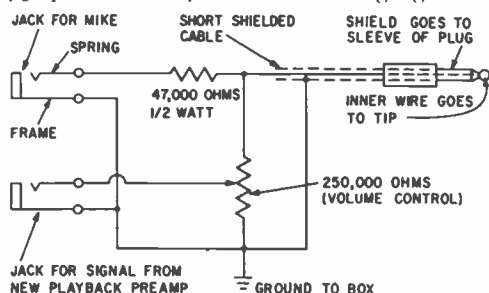 JACK FOR MIKE
SPRING
SHORT SHIELDED
CABLE
SHIELD GOES TO
SLEEVE OF PLUG
47,000 OHMS
1/2 WATT
INNER WIRE GOES
TO TIP
FRAME
250,000 OHMS
(VOLUME CONTROL)
JACK FOR SIGNAL FROM
NEW PLAYBACK PREAMP
GROUND TO BOX